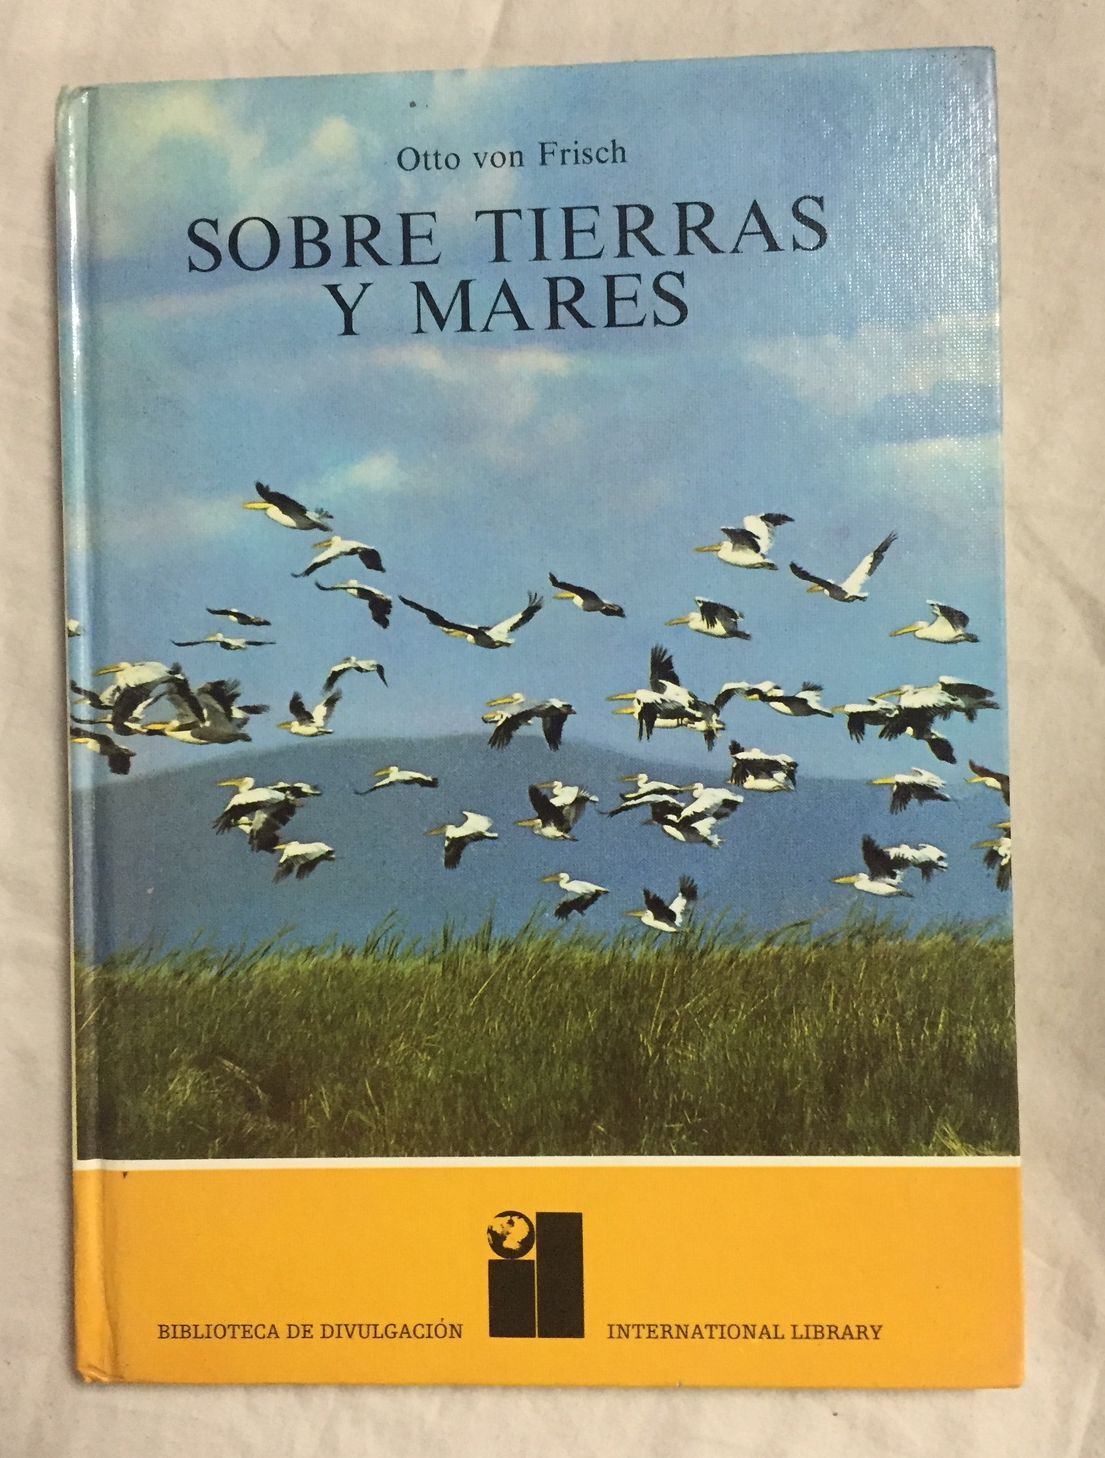 Otto von Frisch
SOBRE TIERRAS
Y MARES
BIBLIOTECA DE DIVULGACIÓN
INTERNATIONAL LIBRARY